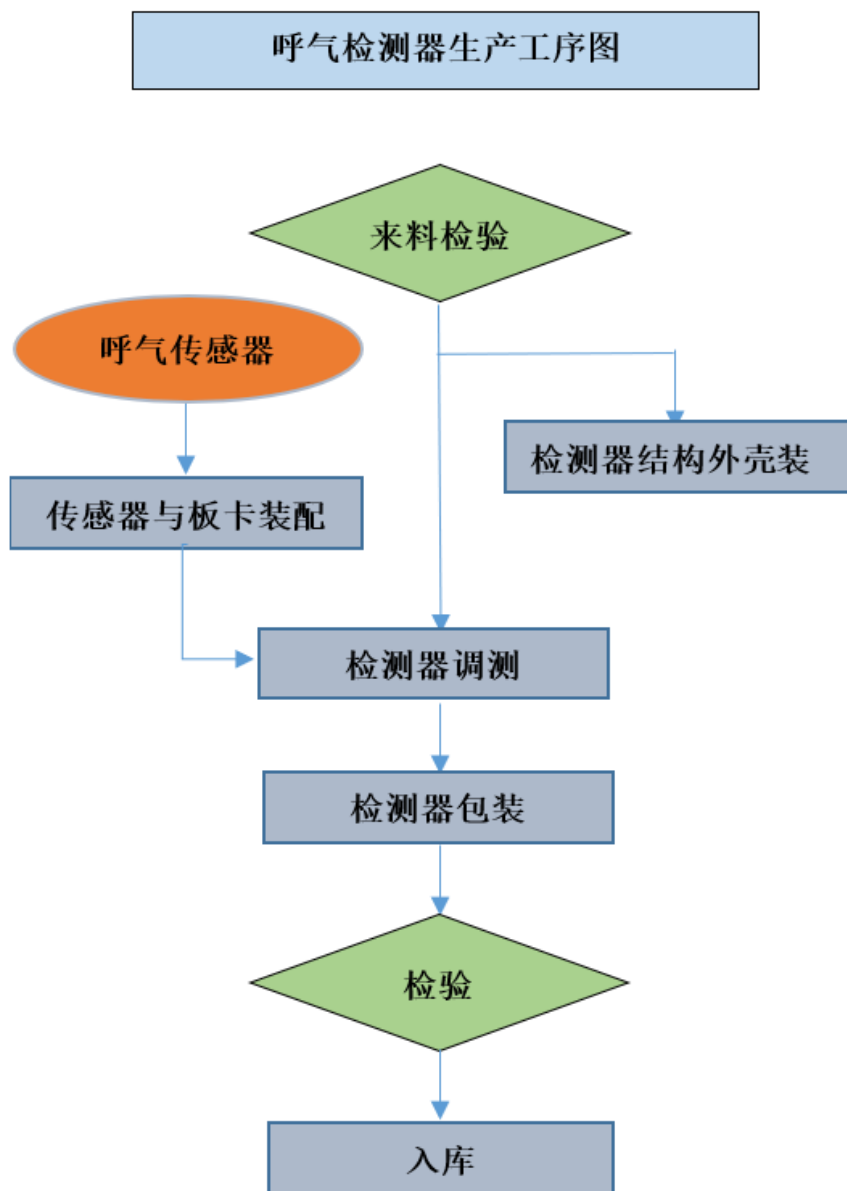 呼气检测器生产工序图
来料检验
呼气传感器
检测器结构外壳装
传感器与板卡装配
检测器调测
检测器包装
检验
入库